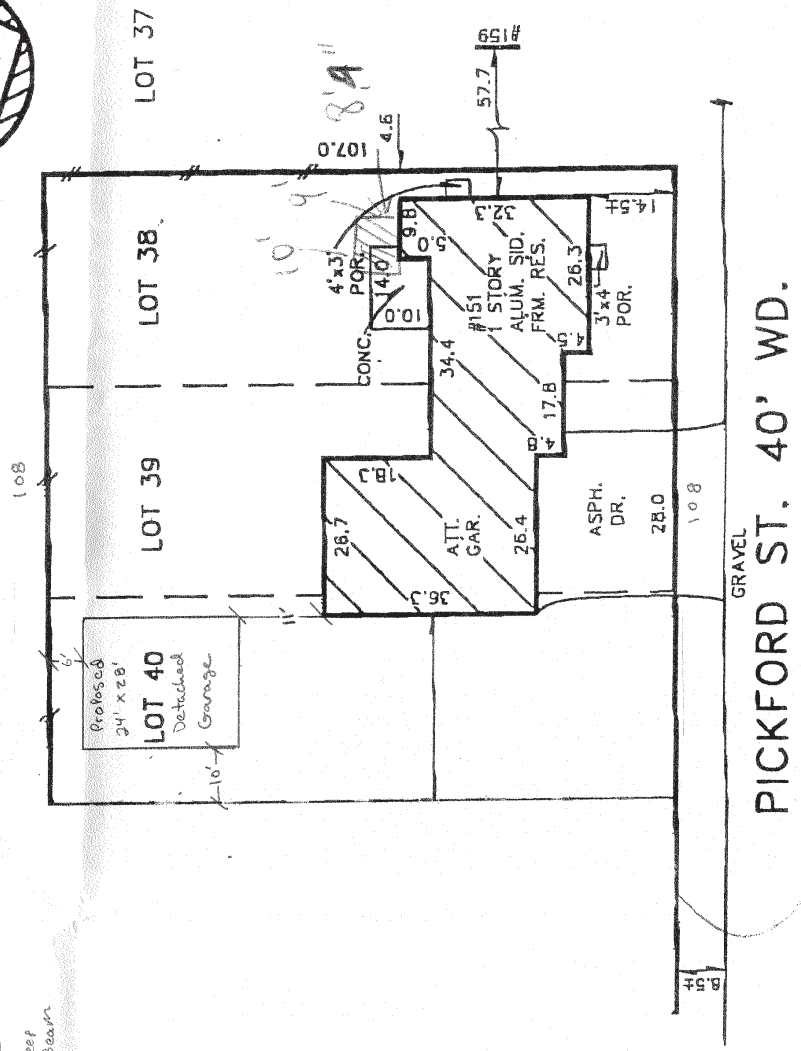 LOT 37
8'4"
#159
57.7
4.6
107.0
9'
10'
LOT 38
4'x3'
POR.
14.0
10.0
CONC.
9.8
5.0
32.3
14.5±
#151
1 STORY
ALUM. SID.
FRM. RES.
26.3
3'x4'
POR.
4.5
34.4
17.8
4.8
108
LOT 39
18.3
26.7
ATT.
GAR.
26.4
36.3
ASPH.
DR.
28.0
108
GRAVEL
11'
6'
Proposed
24' x 28'
LOT 40
Detached
Garage
10'
PICKFORD ST. 40' WD.
8.5±